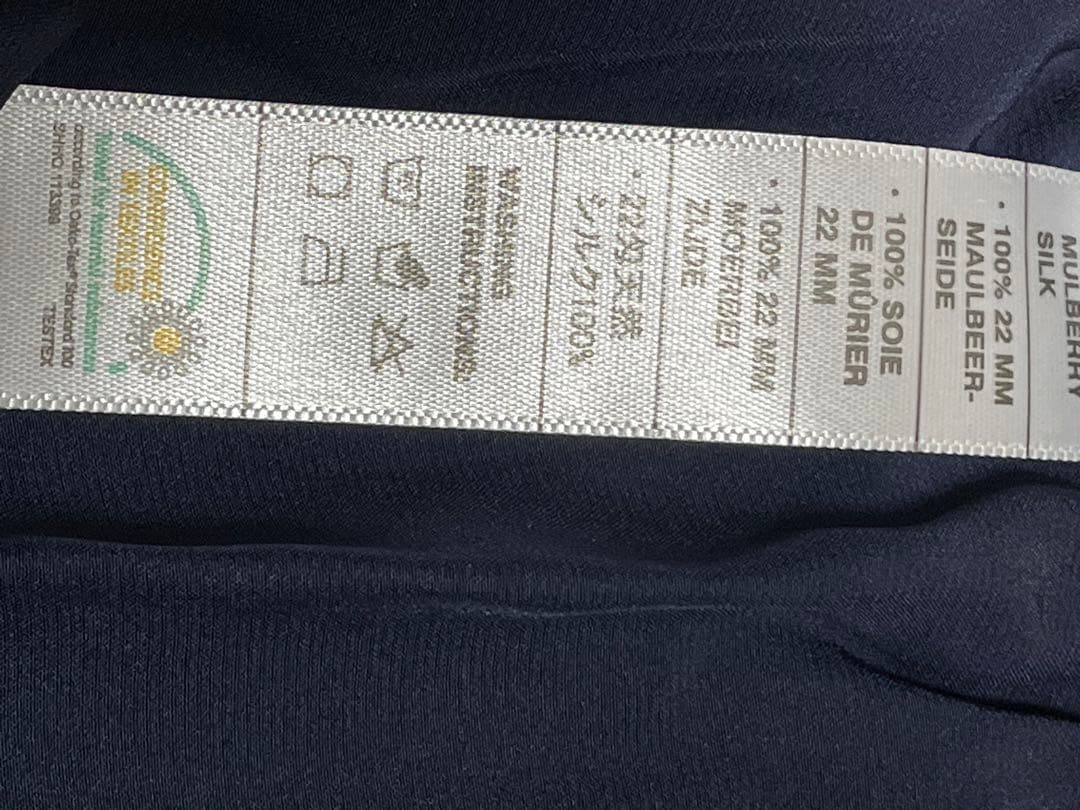 MULBERRY
SILK
• 100% 22 MM
MAULBEER-
SEIDE
• 100% SOIE
DE MÛRIER
22 MM
• 100% 22 MM
ZIJDE
• 22匁天然
シルク100%
WASHING
INSTRUCTIONS:
CONFIDENCE
IN TEXTILES
according to Oeko-Tex® Standard 100
TESTEX